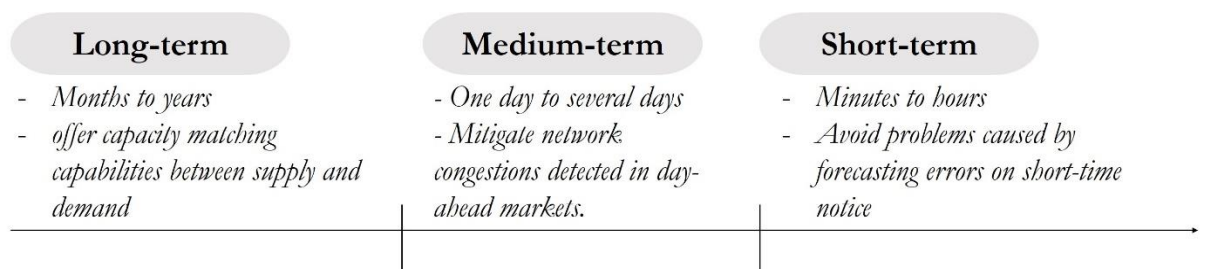 Long-term
- Months to years
- offer capacity matching
capabilities between supply and
demand
Medium-term
- One day to several days
- Mitigate network
congestions detected in day-
ahead markets.
Short-term
- Minutes to hours
- Avoid problems caused by
forecasting errors on short-time
notice